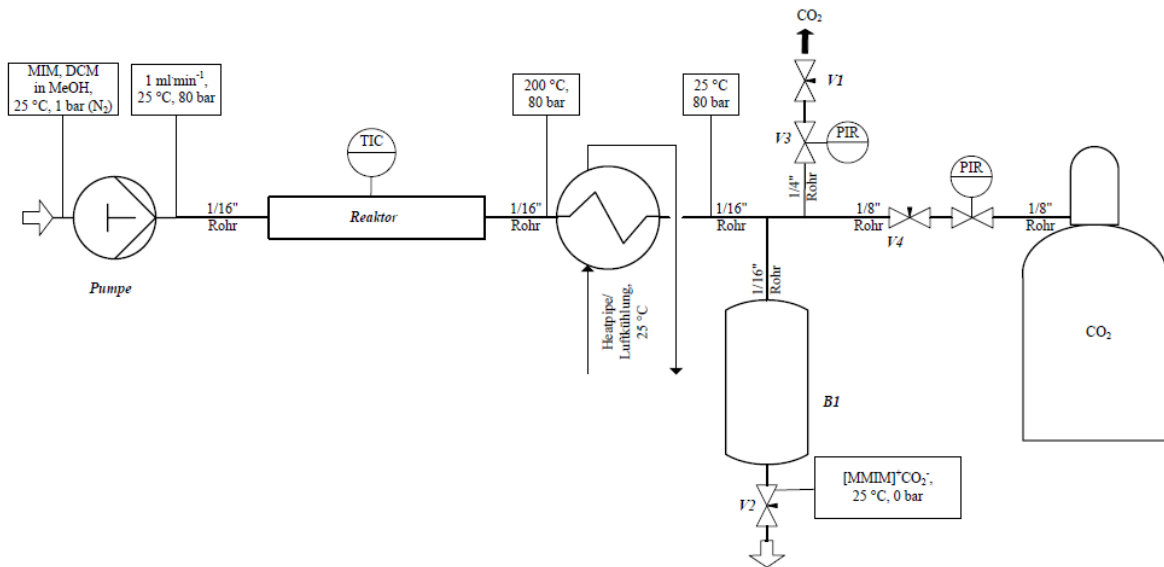 MIM, DCM
in MeOH,
25 °C, 1 bar (N₂)
1 ml·min⁻¹,
25 °C, 80 bar
200 °C,
80 bar
25 °C
80 bar
CO₂
V1
V3
PIR
1/4"
Rohr
TIC
PIR
1/16"
Rohr
Reaktor
1/16"
Rohr
1/16"
Rohr
1/8"
Rohr
V4
1/8"
Rohr
Pumpe
1/16"
Rohr
Heatpipe/
Luftkühlung,
25 °C
CO₂
B1
[MMIM]⁺CO₂⁻,
25 °C, 0 bar
V2